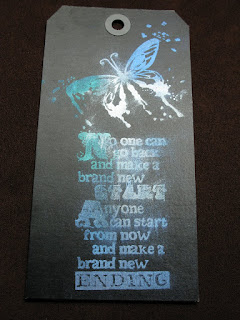 No one can
go back
and make a
brand new
START
Anyone
can start
from now
and make a
brand new
ENDING